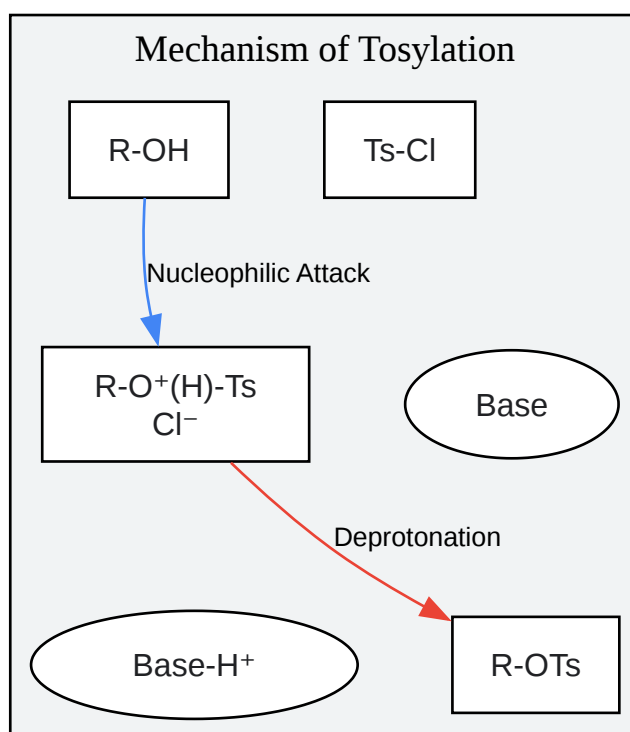 Mechanism of Tosylation
R-OH
Ts-Cl
Nucleophilic Attack
R-O⁺(H)-Ts
Cl⁻
Base
Deprotonation
Base-H⁺
R-OTs